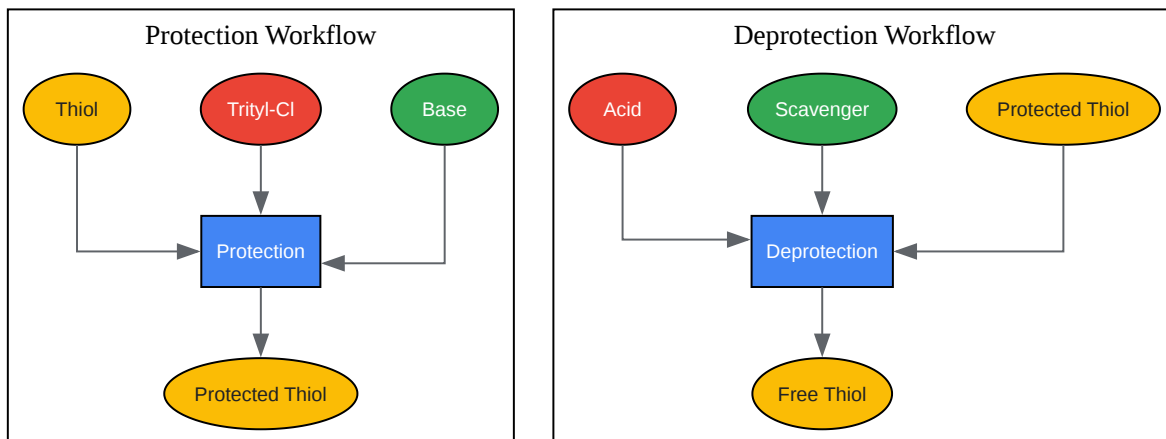 Protection Workflow
Thiol
Trityl-Cl
Base
Protection
Protected Thiol
Deprotection Workflow
Acid
Scavenger
Protected Thiol
Deprotection
Free Thiol